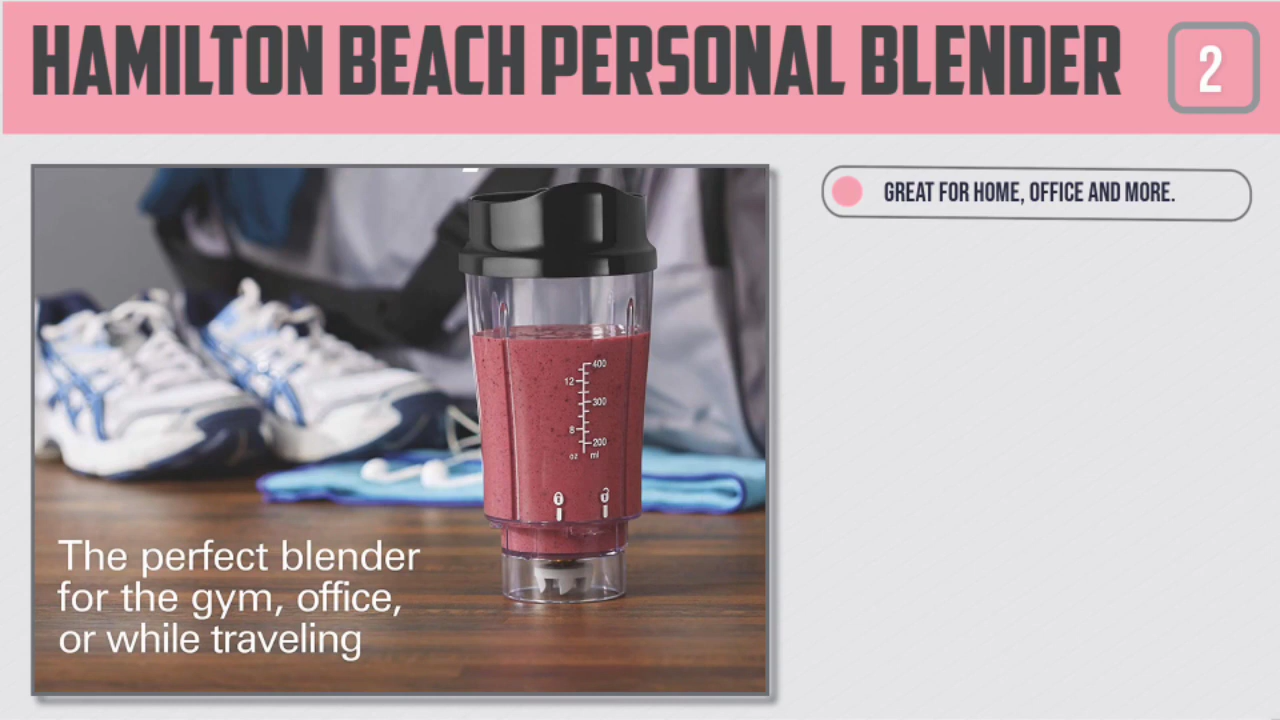 HAMILTON BEACH PERSONAL BLENDER
2
GREAT FOR HOME, OFFICE AND MORE.
400
12
300
8
200
oz ml
The perfect blender
for the gym, office,
or while traveling